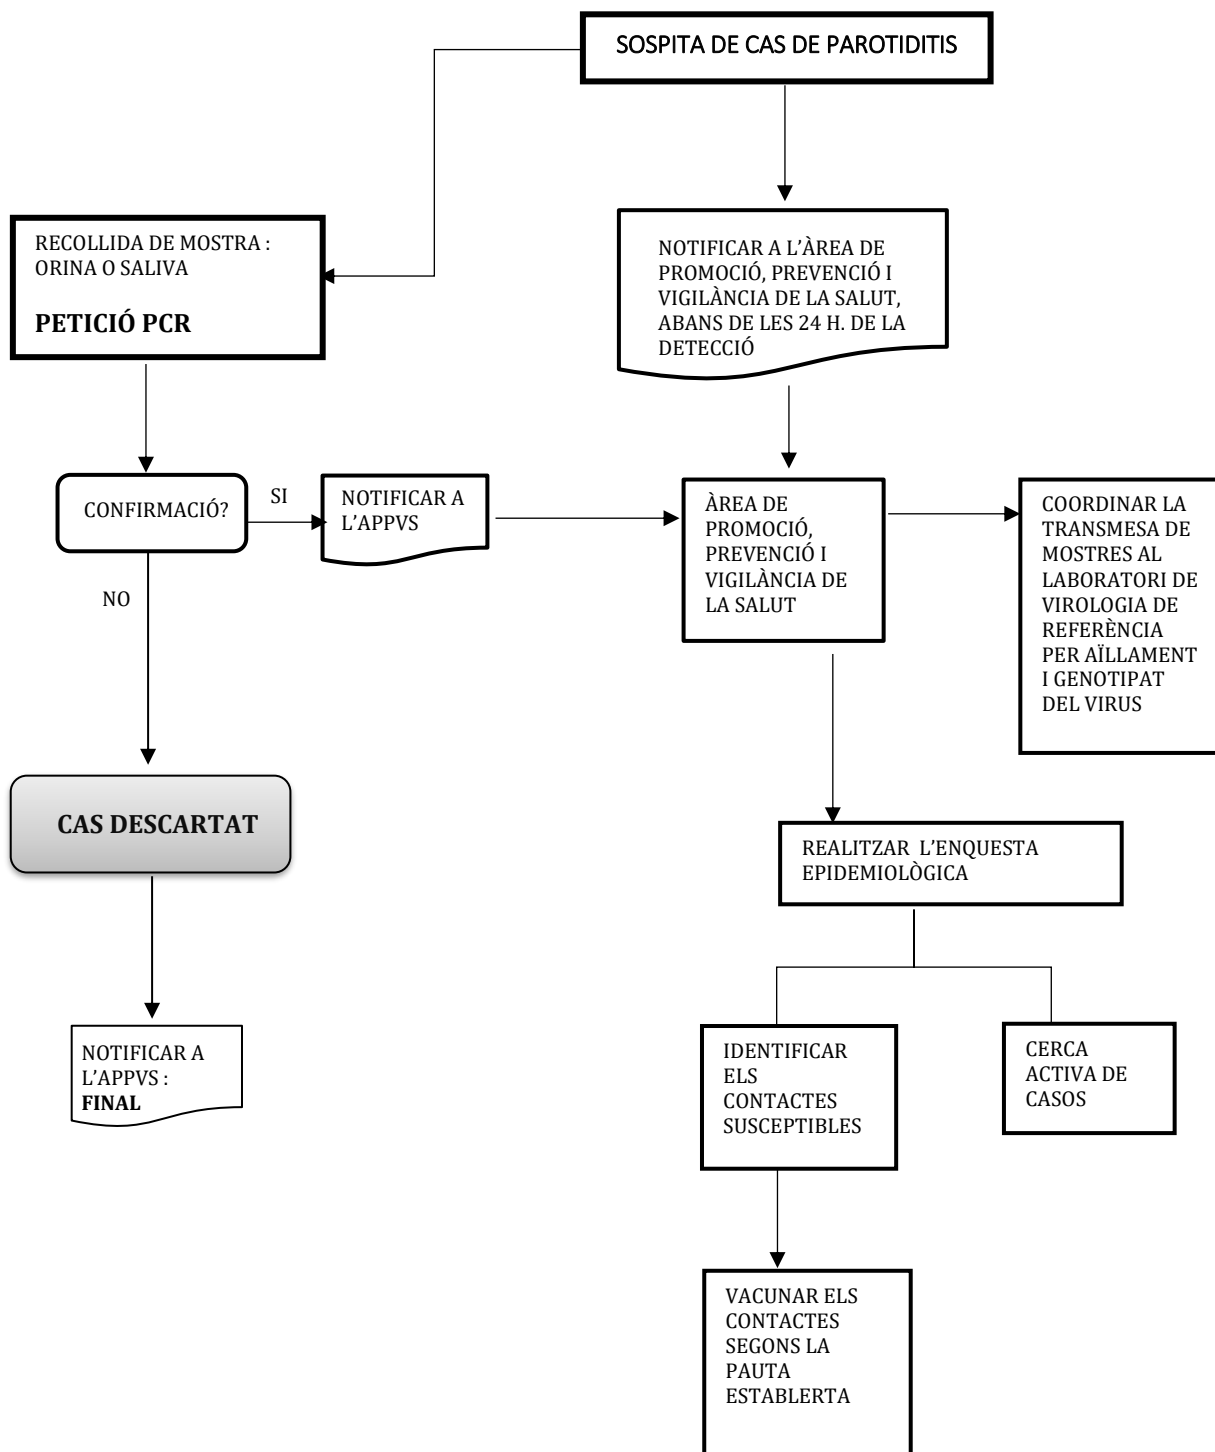 SOSPITA DE CAS DE PAROTIDITIS
RECOLLIDA DE MOSTRA :
ORINA O SALIVA
PETICIÓ PCR
NOTIFICAR A L’ÀREA DE
PROMOCIÓ, PREVENCIÓ I
VIGILÀNCIA DE LA SALUT,
ABANS DE LES 24 H. DE LA
DETECCIÓ
CONFIRMACIÓ?
SI
NOTIFICAR A
L’APPVS
ÀREA DE
PROMOCIÓ,
PREVENCIÓ I
VIGILÀNCIA DE
LA SALUT
COORDINAR LA
TRANSMESA DE
MOSTRES AL
LABORATORI DE
VIROLOGIA DE
REFERÈNCIA
PER AÏLLAMENT
I GENOTIPAT
DEL VIRUS
NO
CAS DESCARTAT
REALITZAR L’ENQUESTA
EPIDEMIOLÒGICA
NOTIFICAR A
L’APPVS :
FINAL
IDENTIFICAR
ELS
CONTACTES
SUSCEPTIBLES
CERCA
ACTIVA DE
CASOS
VACUNAR ELS
CONTACTES
SEGONS LA
PAUTA
ESTABLERTA